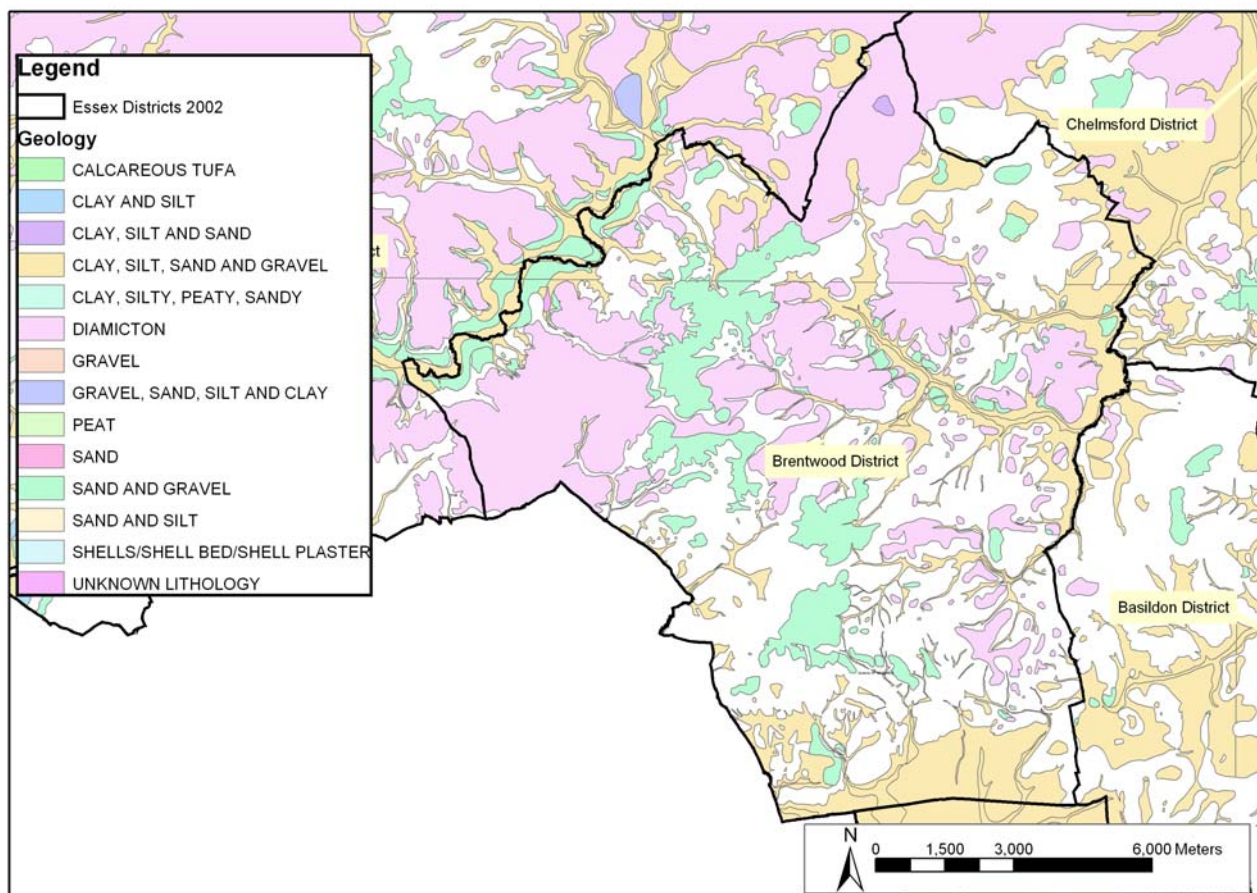 Legend
Essex Districts 2002
Geology
CALCAREOUS TUFA
CLAY AND SILT
CLAY, SILT AND SAND
CLAY, SILT, SAND AND GRAVEL
CLAY, SILTY, PEATY, SANDY
DIAMICTON
GRAVEL
GRAVEL, SAND, SILT AND CLAY
PEAT
SAND
SAND AND GRAVEL
SAND AND SILT
SHELLS/SHELL BED/SHELL PLASTER
UNKNOWN LITHOLOGY
Chelmsford District
Brentwood District
Basildon District
N
0 1,500 3,000 6,000 Meters